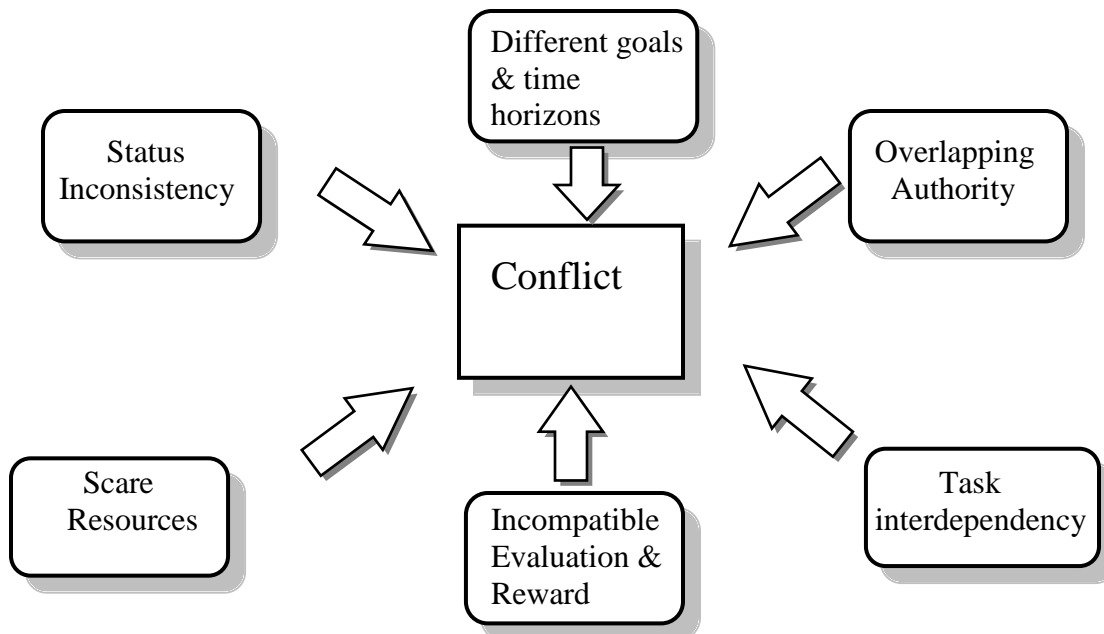 Different goals
& time
horizons
Status
Inconsistency
Overlapping
Authority
Conflict
Scare
Resources
Incompatible
Evaluation &
Reward
Task
interdependency